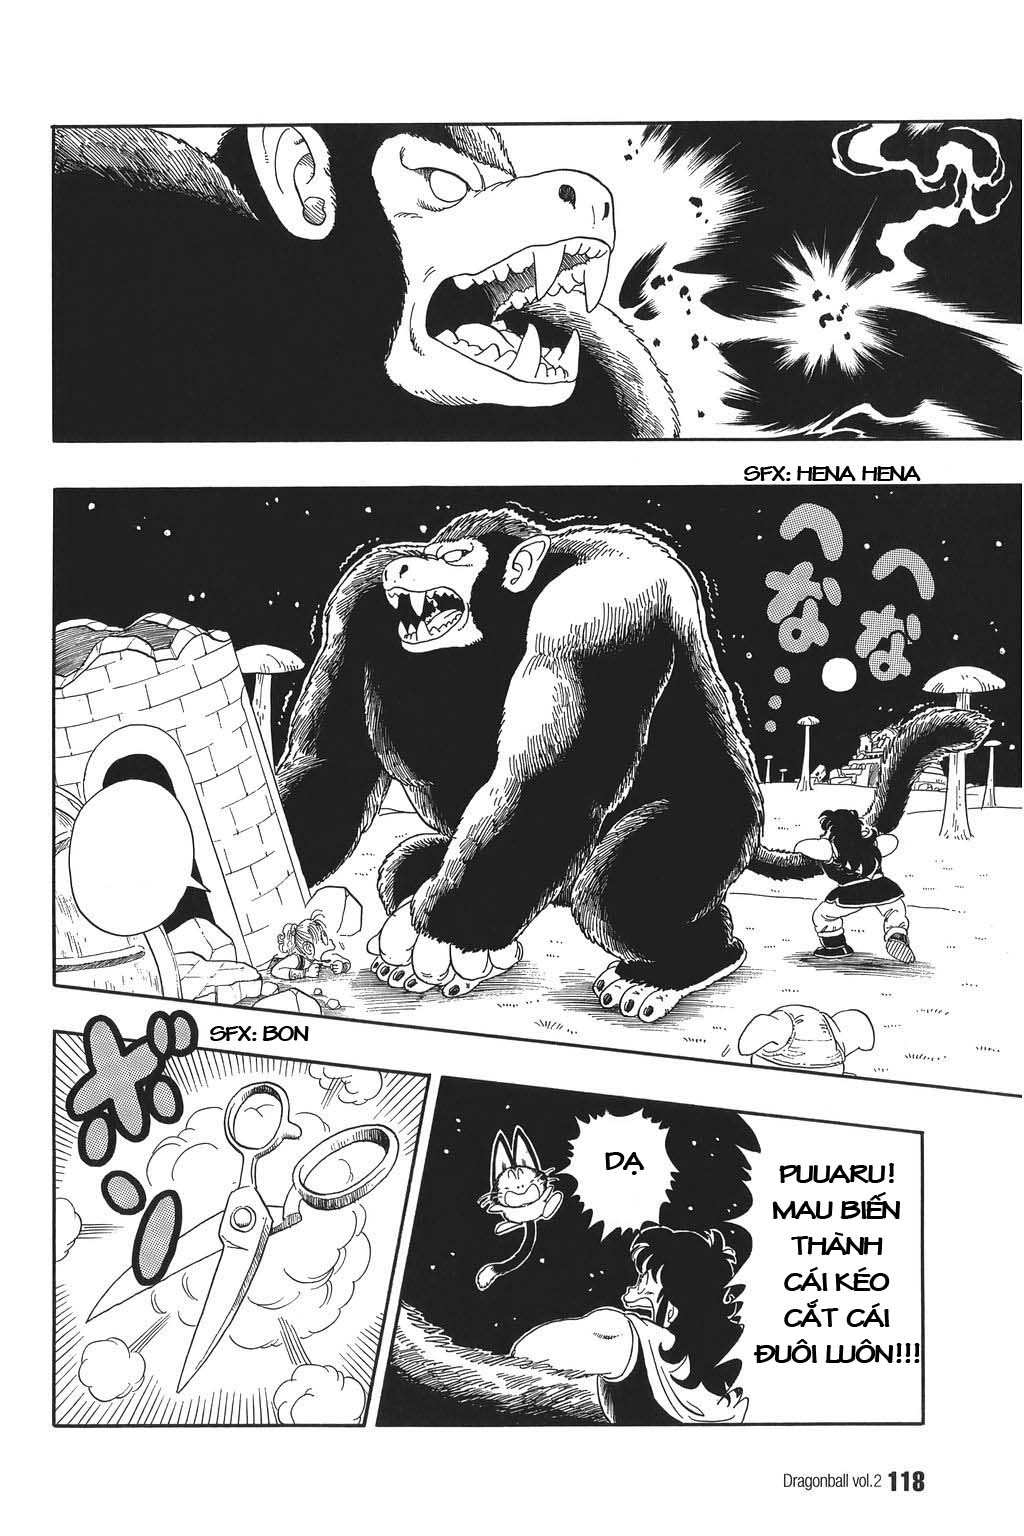 SFX: HENA HENA
へな
へな…
SFX: BON
ボンッ
DẠ
PUUARU!
MAU BIẾN
THÀNH
CÁI KÉO
CẮT CÁI
ĐUÔI LUÔN!!!
Dragonball vol.2 118